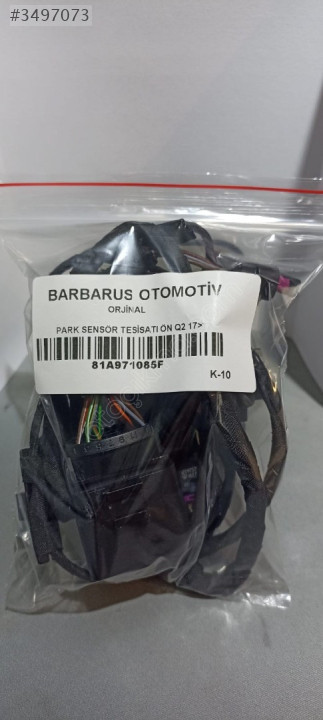 #3497073
BARBARUS OTOMOTİV
ORJİNAL
PARK SENSÖR TESİSATI ÖN Q2 17>
81A971085F
K-10